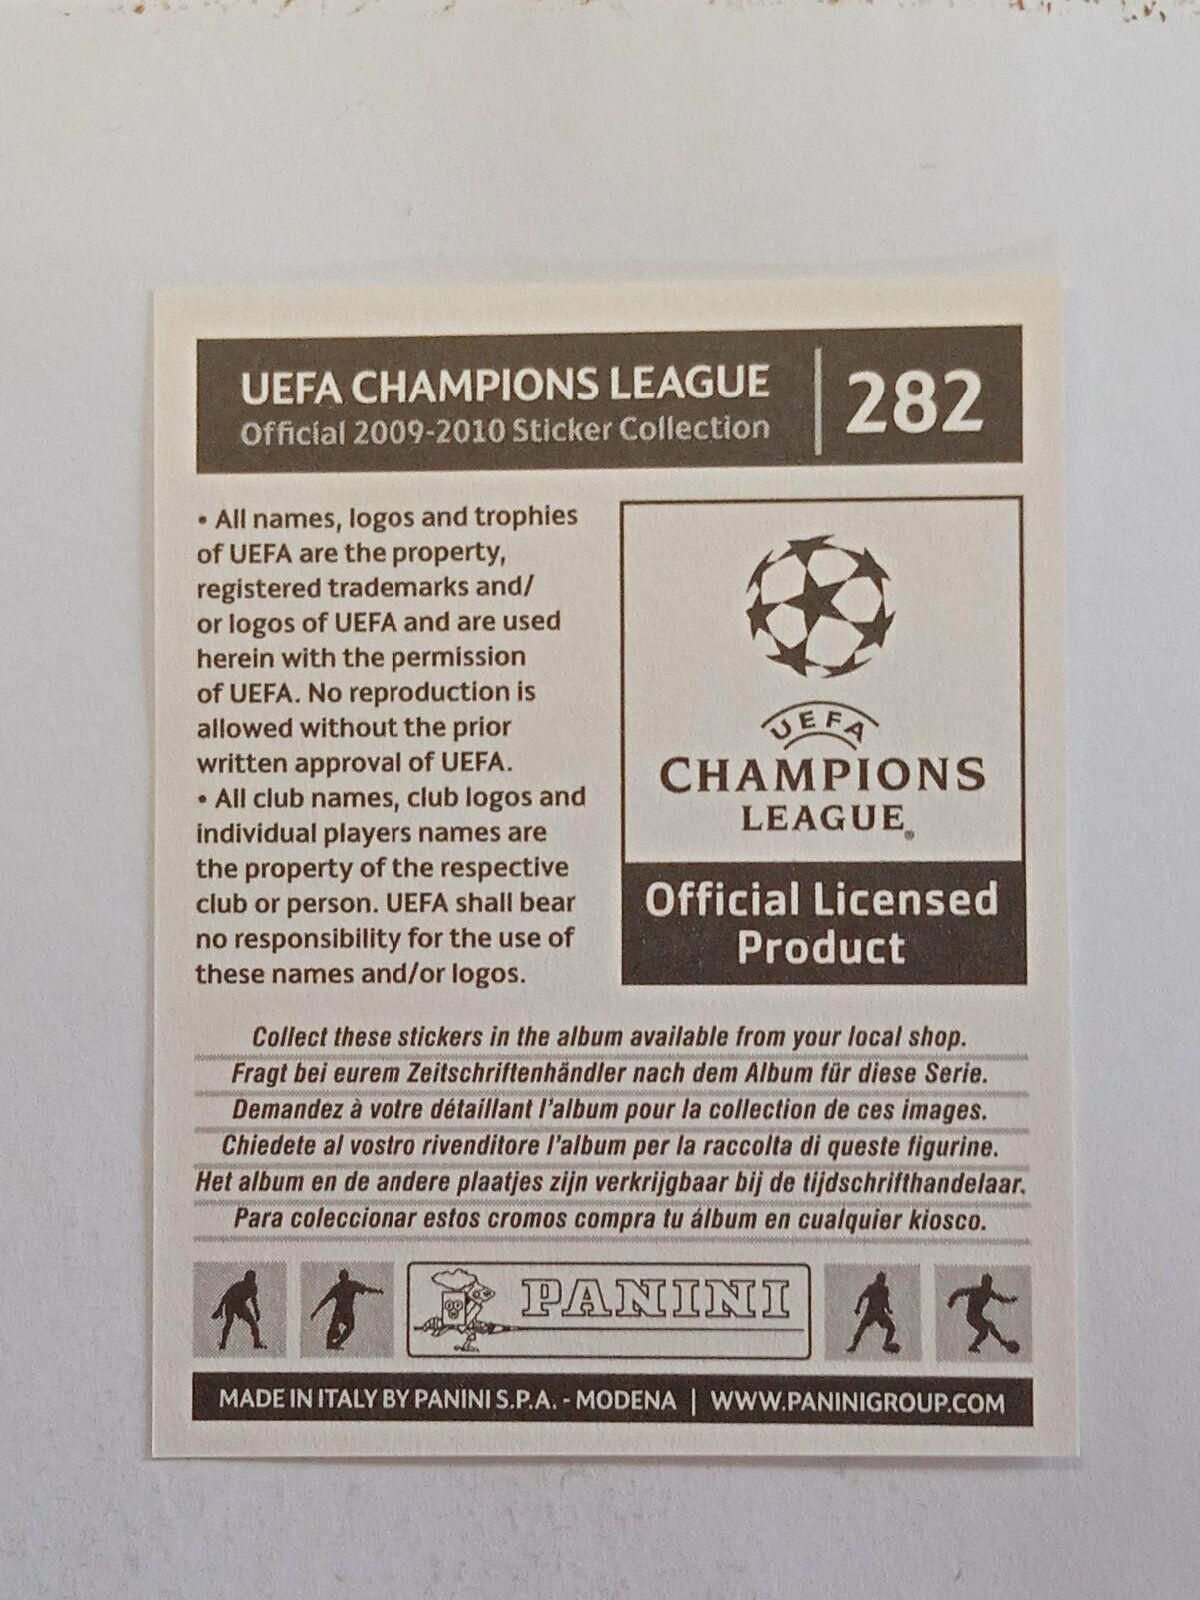 UEFA CHAMPIONS LEAGUE
Official 2009-2010 Sticker Collection
282
• All names, logos and trophies
of UEFA are the property,
registered trademarks and/
or logos of UEFA and are used
herein with the permission
of UEFA. No reproduction is
allowed without the prior
written approval of UEFA.
• All club names, club logos and
individual players names are
the property of the respective
club or person. UEFA shall bear
no responsibility for the use of
these names and/or logos.
UEFA
CHAMPIONS
LEAGUE®
Official Licensed
Product
Collect these stickers in the album available from your local shop.
Fragt bei eurem Zeitschriftenhändler nach dem Album für diese Serie.
Demandez à votre détaillant l'album pour la collection de ces images.
Chiedete al vostro rivenditore l'album per la raccolta di queste figurine.
Het album en de andere plaatjes zijn verkrijgbaar bij de tijdschrifthandelaar.
Para coleccionar estos cromos compra tu álbum en cualquier kiosco.
PANINI
MADE IN ITALY BY PANINI S.P.A. - MODENA | WWW.PANINIGROUP.COM